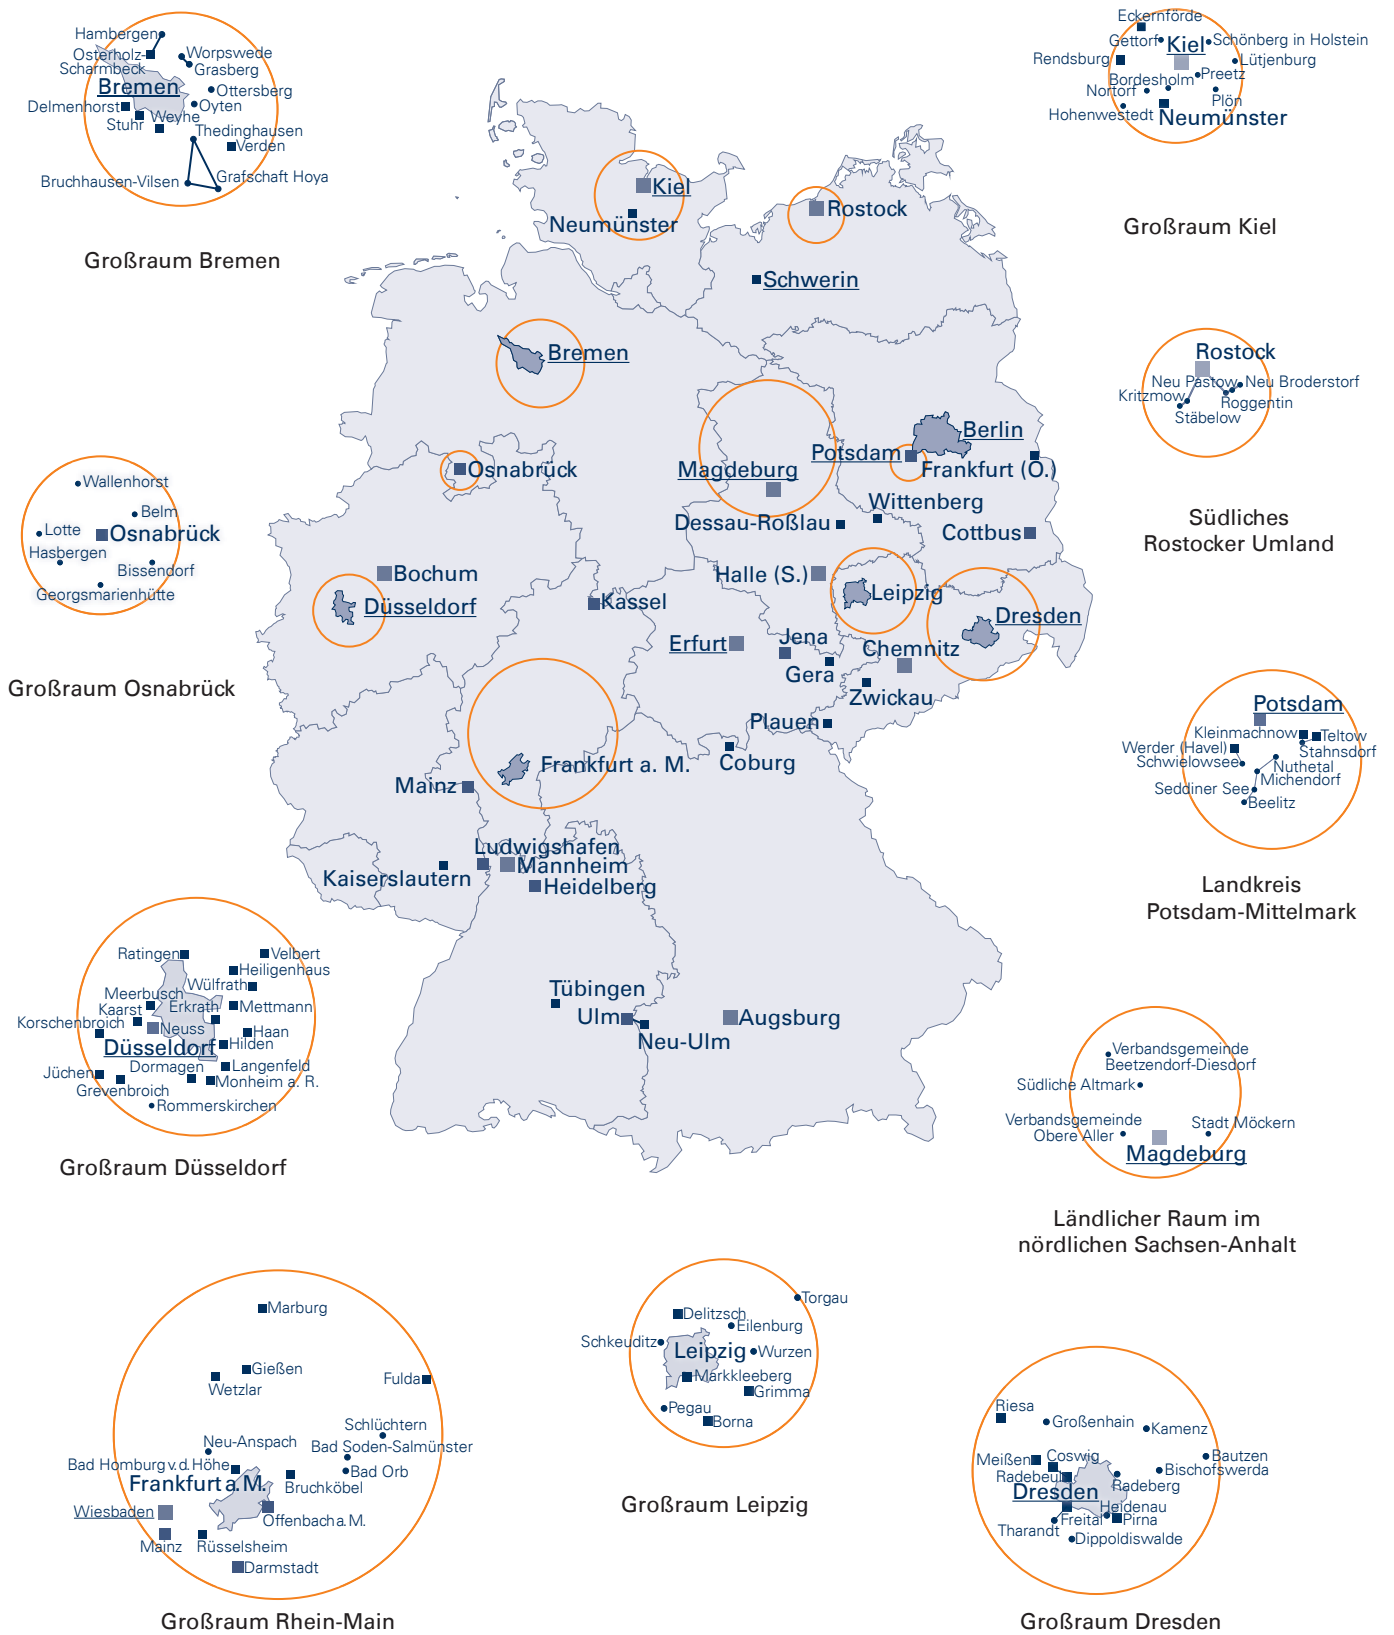 Hambergen
Osterholz-
Scharmbeck
Worpswede
Grasberg
Bremen
Ottersberg
Delmenhorst
Oyten
Stuhr
Weyhe
Thedinghausen
Verden
Bruchhausen-Vilsen
Grafschaft Hoya
Großraum Bremen
Eckernförde
Gettorf
Kiel
Schönberg in Holstein
Rendsburg
Lütjenburg
Bordesholm
Preetz
Nortorf
Plön
Hohenwestedt
Neumünster
Großraum Kiel
Kiel
Neumünster
Rostock
Schwerin
Bremen
Berlin
Potsdam
Frankfurt (O.)
Osnabrück
Magdeburg
Wittenberg
Dessau-Roßlau
Cottbus
Bochum
Halle (S.)
Düsseldorf
Kassel
Leipzig
Dresden
Erfurt
Jena
Chemnitz
Gera
Zwickau
Plauen
Coburg
Frankfurt a. M.
Mainz
Ludwigshafen
Mannheim
Kaiserslautern
Heidelberg
Tübingen
Ulm
Neu-Ulm
Augsburg
Rostock
Neu Pastow
Neu Broderstorf
Kritzmow
Roggentin
Stäbelow
Südliches
Rostocker Umland
Wallenhorst
Belm
Lotte
Osnabrück
Hasbergen
Bissendorf
Georgsmarienhütte
Großraum Osnabrück
Potsdam
Kleinmachnow
Teltow
Werder (Havel)
Stahnsdorf
Schwielowsee
Nuthetal
Michendorf
Seddiner See
Beelitz
Landkreis
Potsdam-Mittelmark
Ratingen
Velbert
Heiligenhaus
Wülfrath
Meerbusch
Kaarst
Erkrath
Mettmann
Korschenbroich
Neuss
Haan
Düsseldorf
Hilden
Dormagen
Langenfeld
Jüchen
Monheim a. R.
Grevenbroich
Rommerskirchen
Großraum Düsseldorf
Verbandsgemeinde
Beetzendorf-Diesdorf
Südliche Altmark
Verbandsgemeinde
Obere Aller
Stadt Möckern
Magdeburg
Ländlicher Raum im
nördlichen Sachsen-Anhalt
Marburg
Gießen
Wetzlar
Fulda
Schlüchtern
Neu-Anspach
Bad Soden-Salmünster
Bad Homburg v. d. Höhe
Bad Orb
Frankfurt a. M.
Bruchköbel
Wiesbaden
Offenbach a. M.
Mainz
Rüsselsheim
Darmstadt
Großraum Rhein-Main
Torgau
Delitzsch
Eilenburg
Schkeuditz
Leipzig
Wurzen
Markkleeberg
Grimma
Pegau
Borna
Großraum Leipzig
Riesa
Großenhain
Kamenz
Meißen
Coswig
Bautzen
Radebeul
Bischofswerda
Radeberg
Dresden
Heidenau
Freital
Pirna
Tharandt
Dippoldiswalde
Großraum Dresden